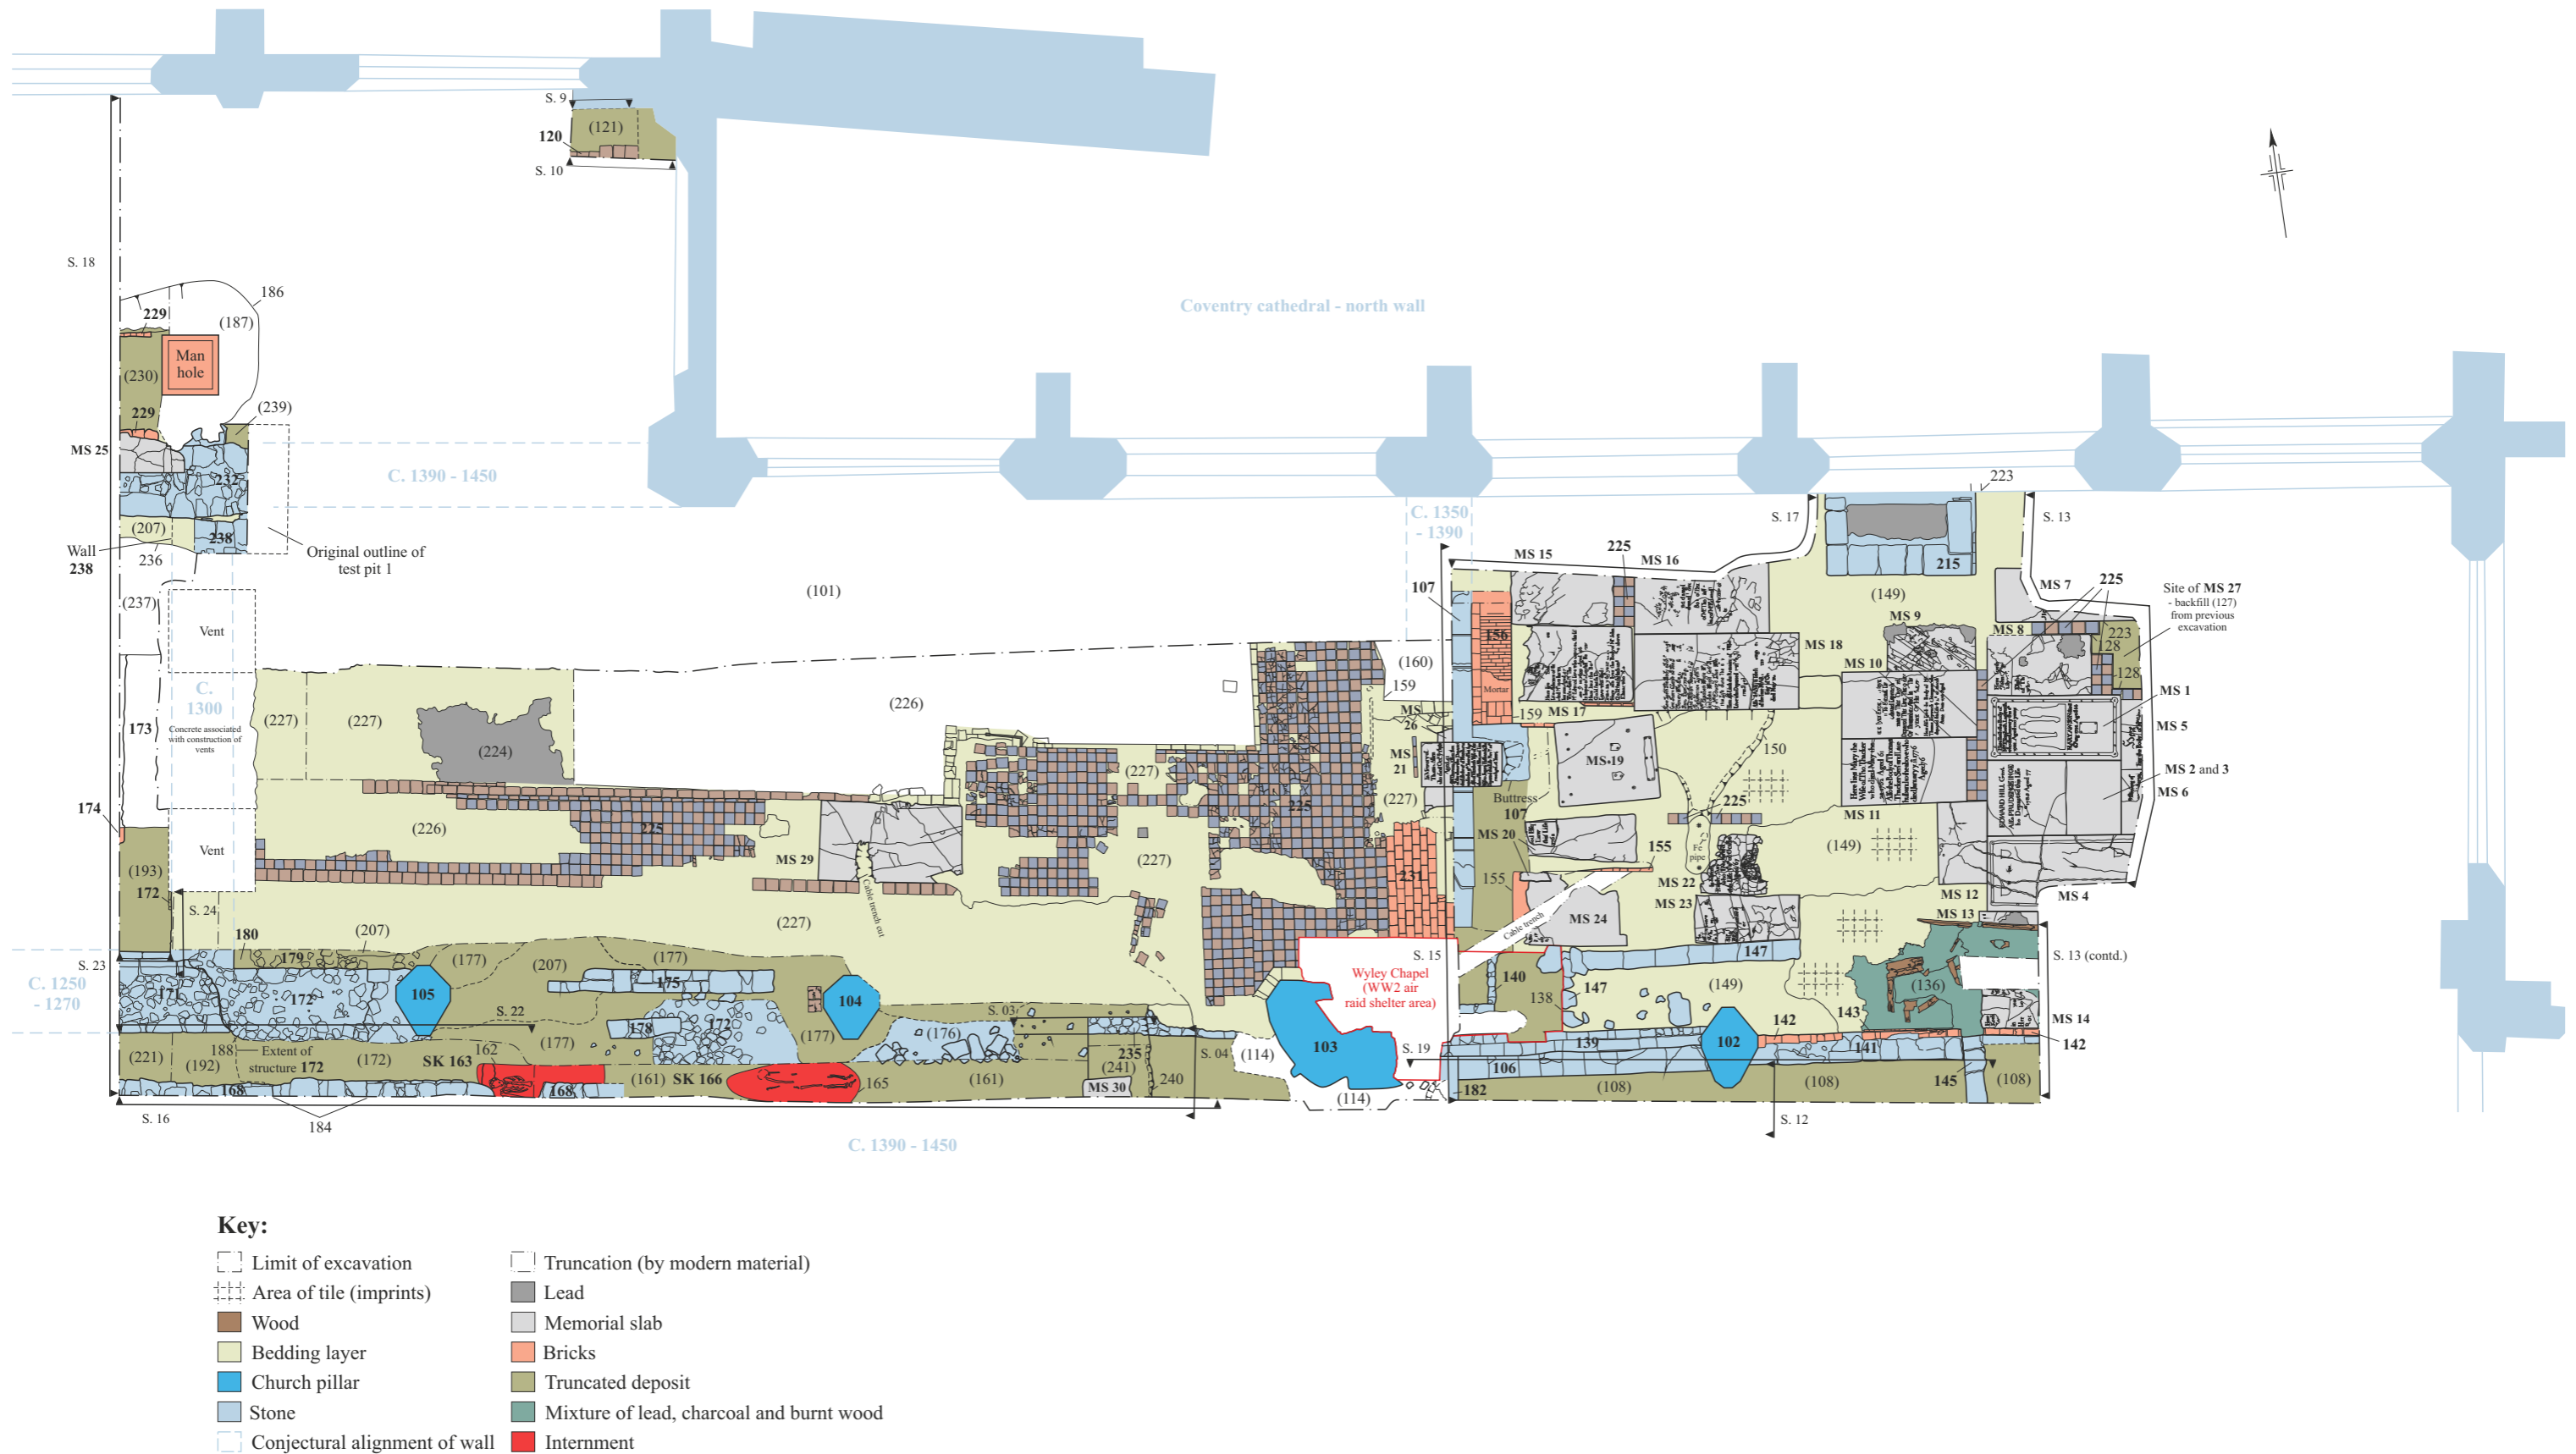 S. 9
(121)
120
S. 10
S. 18
186
229
(187)
Coventry cathedral - north wall
Man
hole
(230)
229
(239)
MS 25
C. 1390 - 1450
232
223
C. 1350
- 1390
S. 17
S. 13
(207)
238
Wall
238
236
Original outline of
test pit 1
MS 15
225
MS 16
215
107
MS 7
225
Site of MS 27
- backfill (127)
from previous
excavation
(237)
(101)
(149)
MS 9
MS 8
223
128
128
Vent
156
MS 18
MS 10
(160)
159
Mortar
C.
1300
Concrete associated
with construction of
vents
173
(227)
(227)
(226)
(224)
MS
26
159
MS 17
MS 1
MS 5
150
MS
21
MS 19
(227)
(227)
Buttress
107
225
MS 2 and 3
MS 6
174
(226)
225
225
MS 11
Vent
MS 29
(227)
MS 20
Fe
pipe
(149)
EDWARD HILL Gent.
(193)
172
Cable trench cut
231
155
155
MS 22
MS 12
MS 4
S. 24
(227)
MS 24
MS 23
MS 13
Cable trench
180
(207)
179
(177)
(207)
(177)
S. 15
147
S. 13 (contd.)
S. 23
C. 1250
- 1270
171
172
105
175
104
Wyley Chapel
(WW2 air
raid shelter area)
140
138
147
(149)
(136)
S. 22
178
172
(177)
S. 03
(176)
143
142
MS 14
142
(221)
(192)
188
Extent of
structure 172
(172)
SK 163
162
(177)
235
(241)
S. 04
(114)
103
S. 19
139
102
141
106
168
168
(161)
SK 166
165
(161)
MS 30
240
(114)
182
(108)
(108)
145
(108)
S. 16
184
S. 12
C. 1390 - 1450
Key:
Limit of excavation
Truncation (by modern material)
Area of tile (imprints)
Lead
Wood
Memorial slab
Bedding layer
Bricks
Church pillar
Truncated deposit
Stone
Mixture of lead, charcoal and burnt wood
Conjectural alignment of wall
Internment